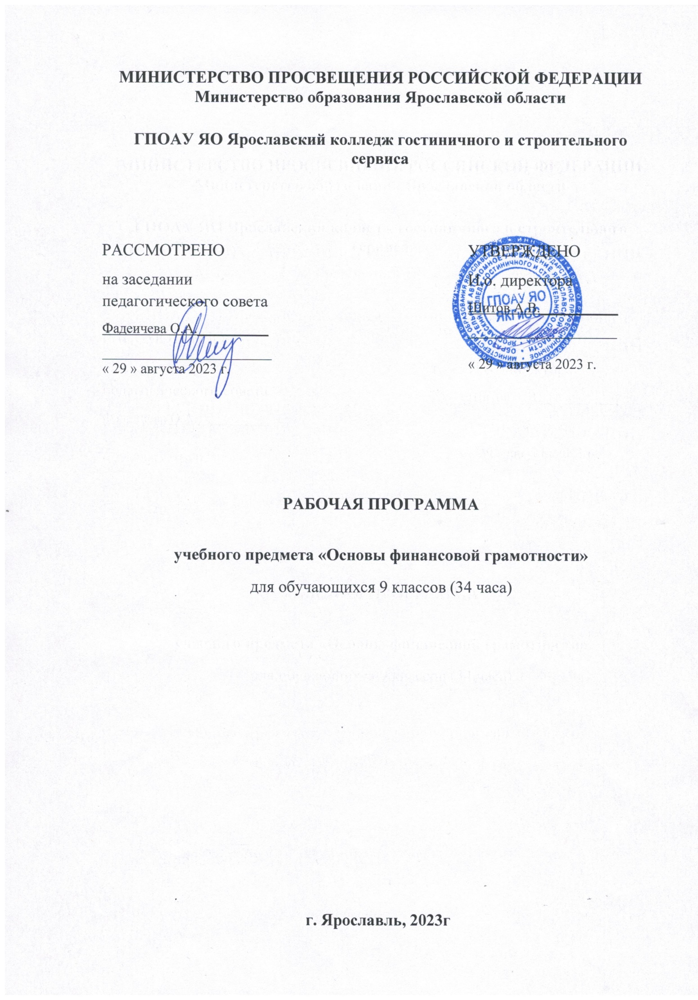 МИНИСТЕРСТВО ПРОСВЕЩЕНИЯ РОССИЙСКОЙ ФЕДЕРАЦИИ
Министерство образования Ярославской области
ГПОАУ ЯО Ярославский колледж гостиничного и строительного
сервиса
РАССМОТРЕНО
на заседании
педагогического совета
Фадеичева О.А.
« 29 » августа 2023 г.
УТВЕРЖДЕНО
И.о. директора
Шитов А.В.
« 29 » августа 2023 г.
ГПОАУ ЯО
ЯКГиСС
РАБОЧАЯ ПРОГРАММА
учебного предмета «Основы финансовой грамотности»
для обучающихся 9 классов (34 часа)
г. Ярославль, 2023г